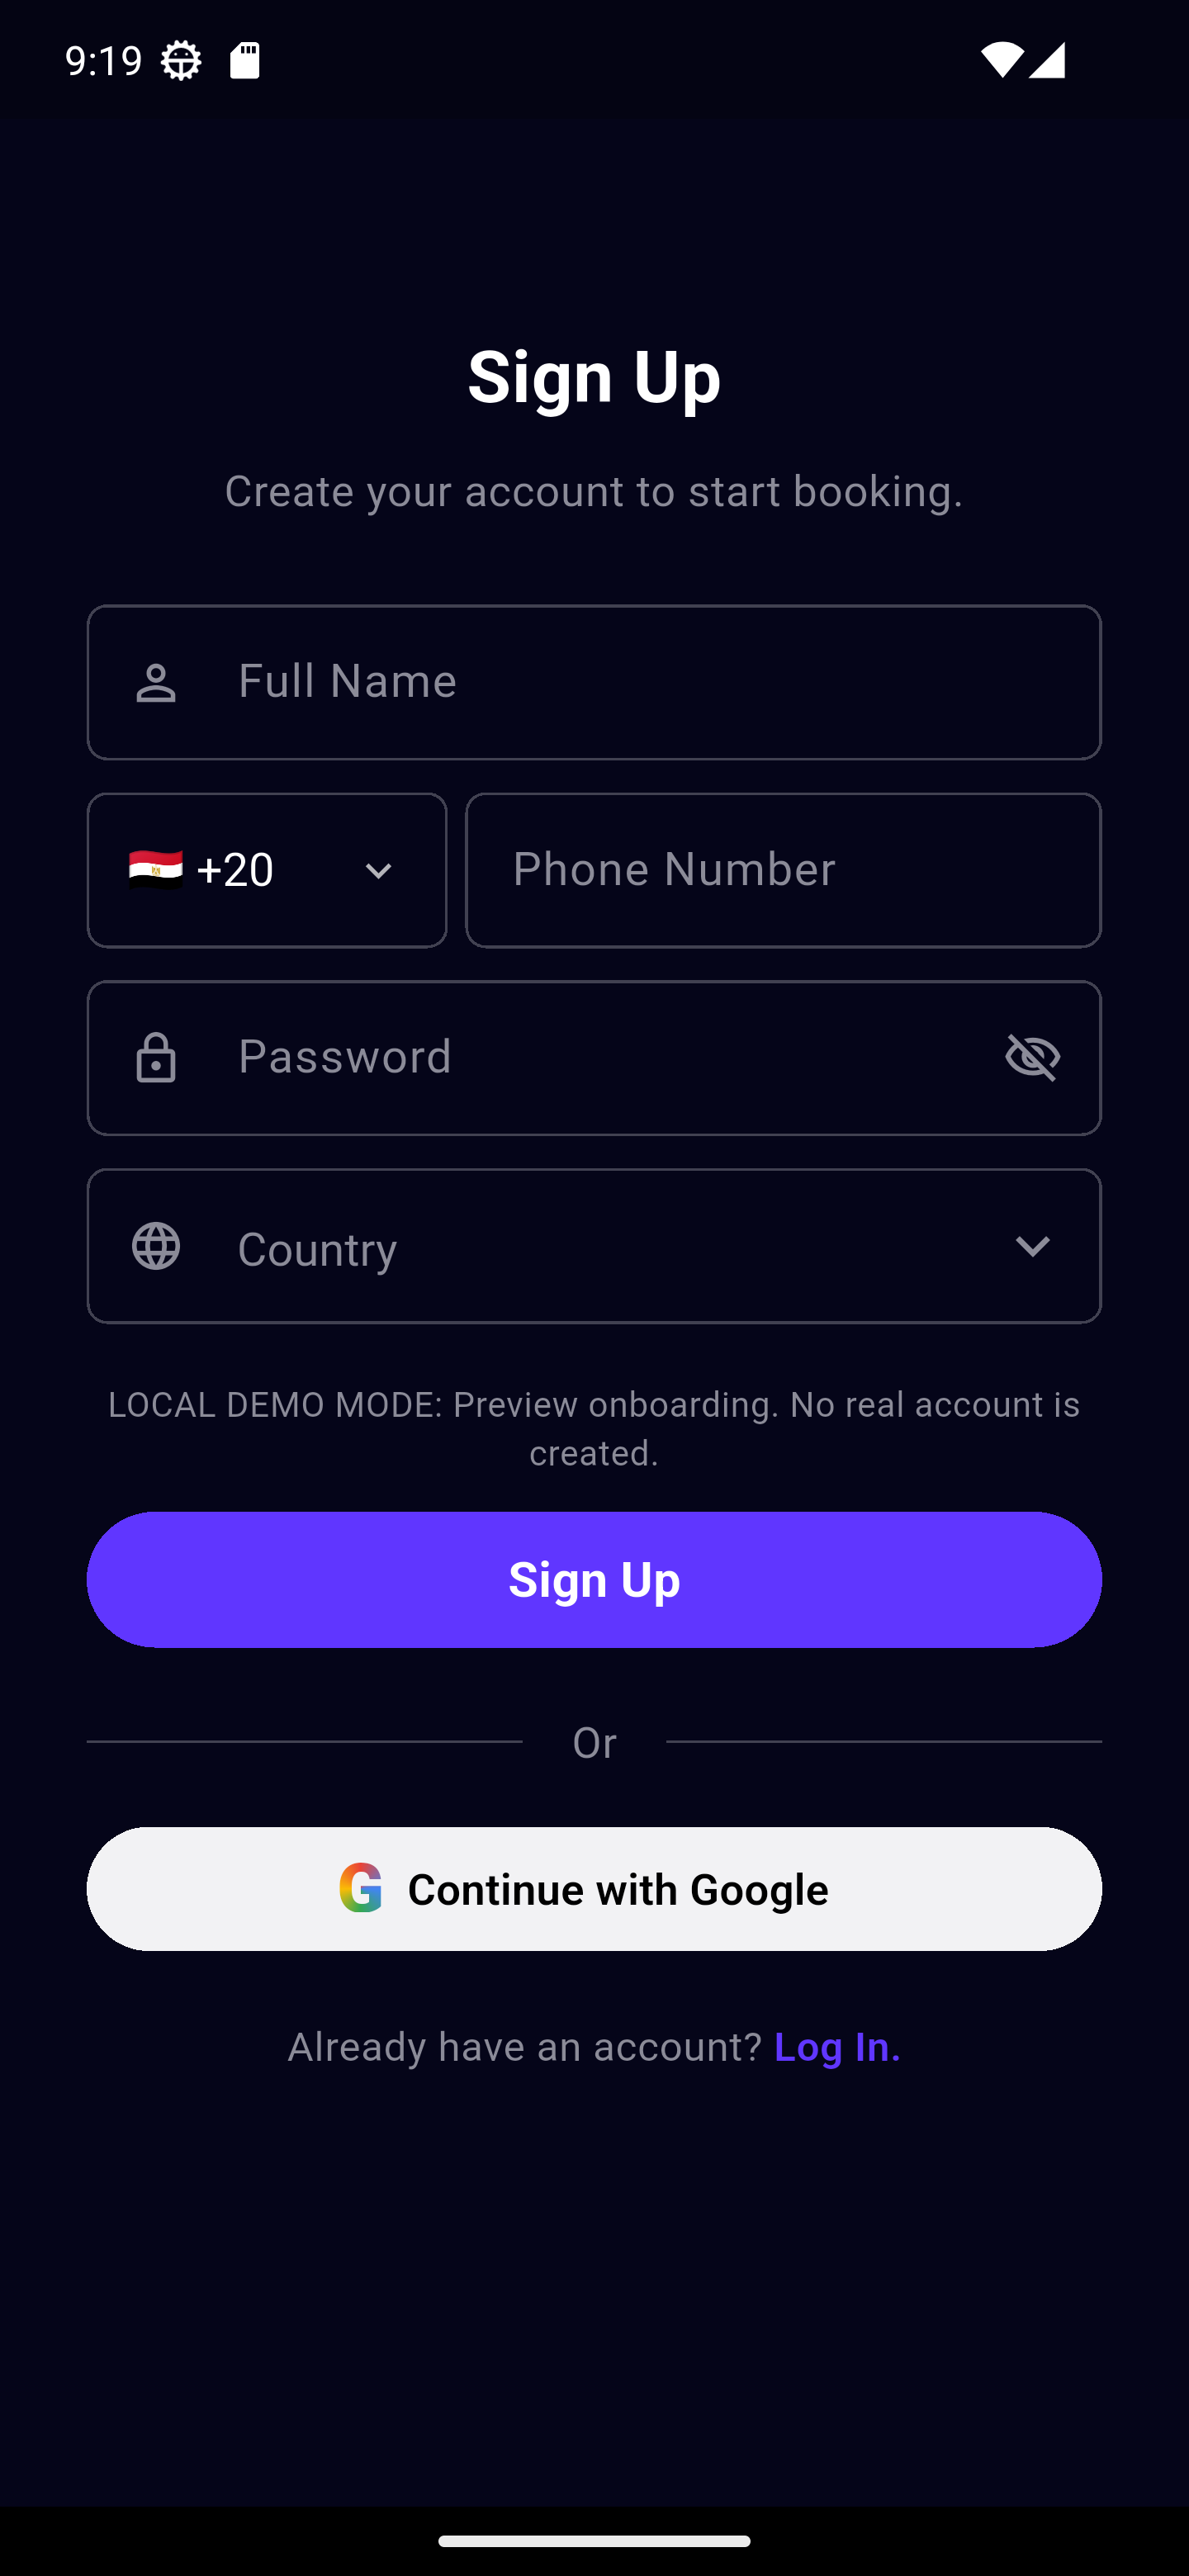 9:19
Sign Up
Create your account to start booking.
Full Name
+20
Phone Number
Password
Country
LOCAL DEMO MODE: Preview onboarding. No real account is
created.
Sign Up
Or
G Continue with Google
Already have an account? Log In.